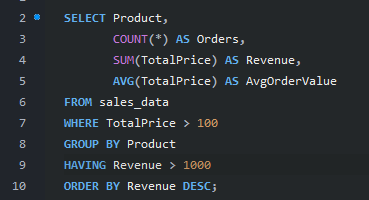 2 SELECT Product,
3 COUNT(*) AS Orders,
4 SUM(TotalPrice) AS Revenue,
5 AVG(TotalPrice) AS AvgOrderValue
6 FROM sales_data
7 WHERE TotalPrice > 100
8 GROUP BY Product
9 HAVING Revenue > 1000
10 ORDER BY Revenue DESC;